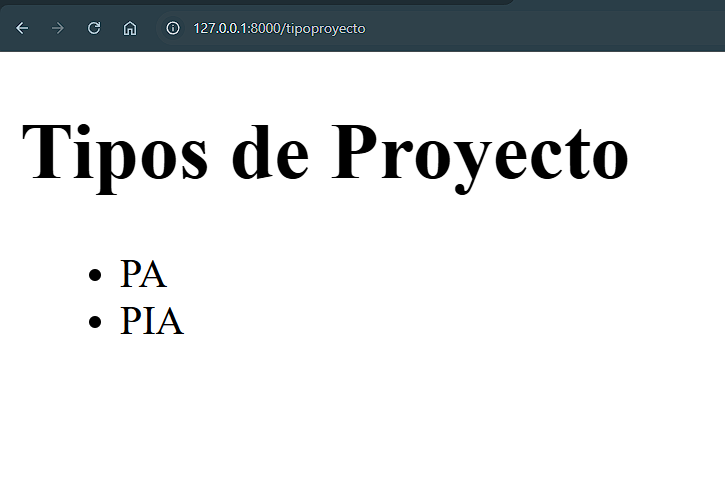 127.0.0.1:8000/tipoproyecto
Tipos de Proyecto
PA
PIA